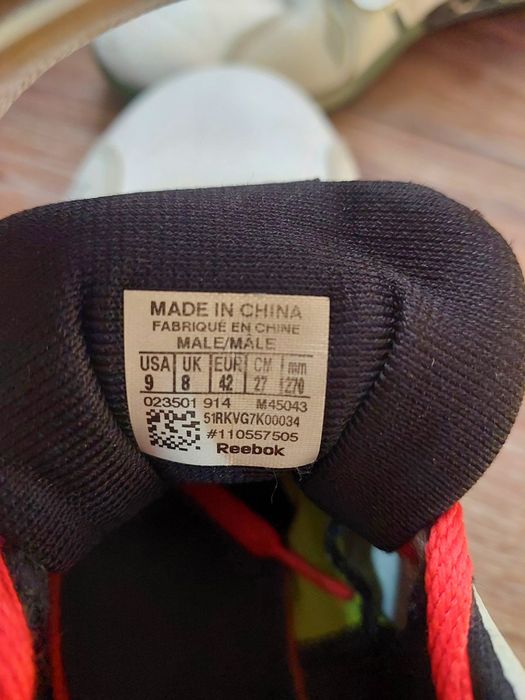 MADE IN CHINA
FABRIQUÉ EN CHINE
MALE/MÂLE
USA UK EUR CM mm
9 8 42 27 270
023501 914 M45043
51RKVG7K00034
#110557505
Reebok